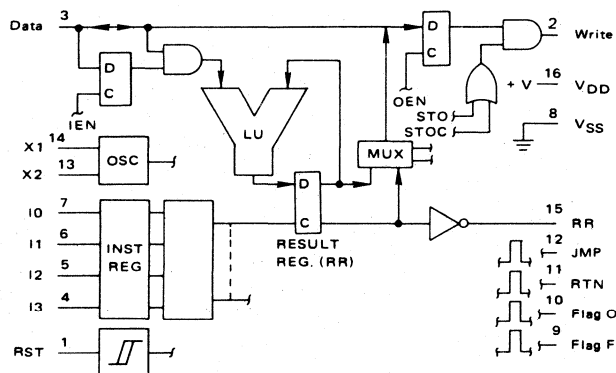 Data 3
D
C
IEN
LU
D
C
OEN
2 Write
STO
STOC
+ V 16 VDD
8 VSS
X1 14
X2 13
OSC
MUX
D
C
RESULT
REG. (RR)
I0 7
I1 6
I2 5
I3 4
INST
REG
15 RR
12 JMP
11 RTN
10 Flag O
9 Flag F
RST 1